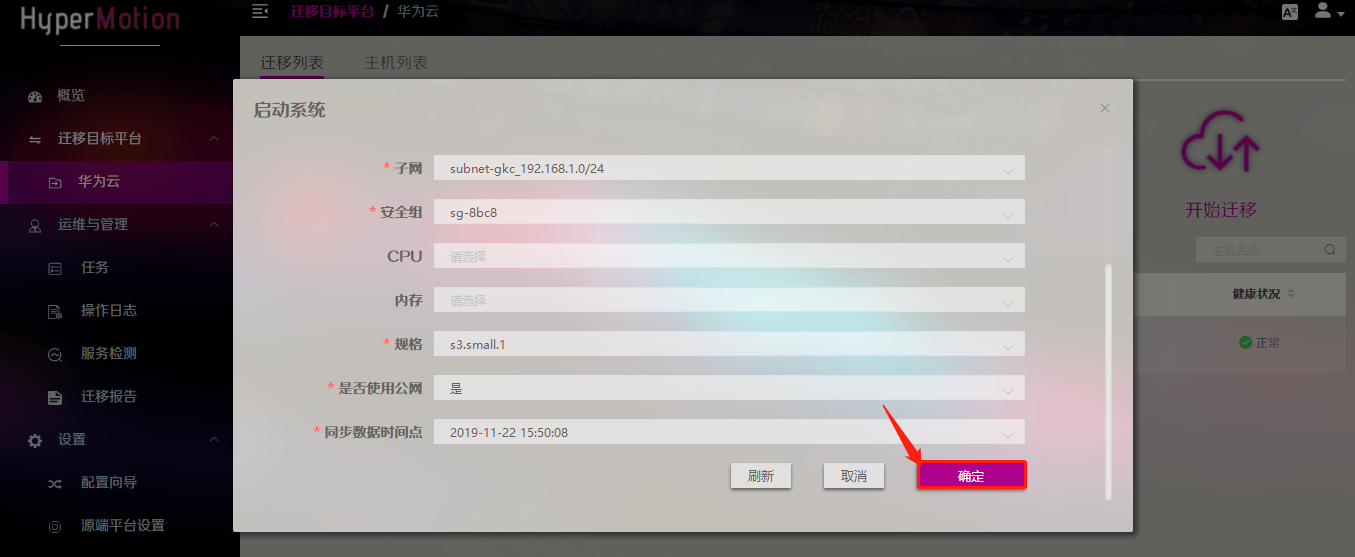 HyperMotion
迁移目标平台 / 华为云
概览
迁移目标平台
华为云
运维与管理
任务
操作日志
服务检测
迁移报告
设置
配置向导
源端平台设置
迁移列表 主机列表
启动系统
* 子网 subnet-gkc_192.168.1.0/24
* 安全组 sg-8bc8
CPU 请选择
内存 请选择
* 规格 s3.small.1
* 是否使用公网 是
* 同步数据时间点 2019-11-22 15:50:08
刷新 取消 确定
开始迁移
主机名称
健康状况
正常